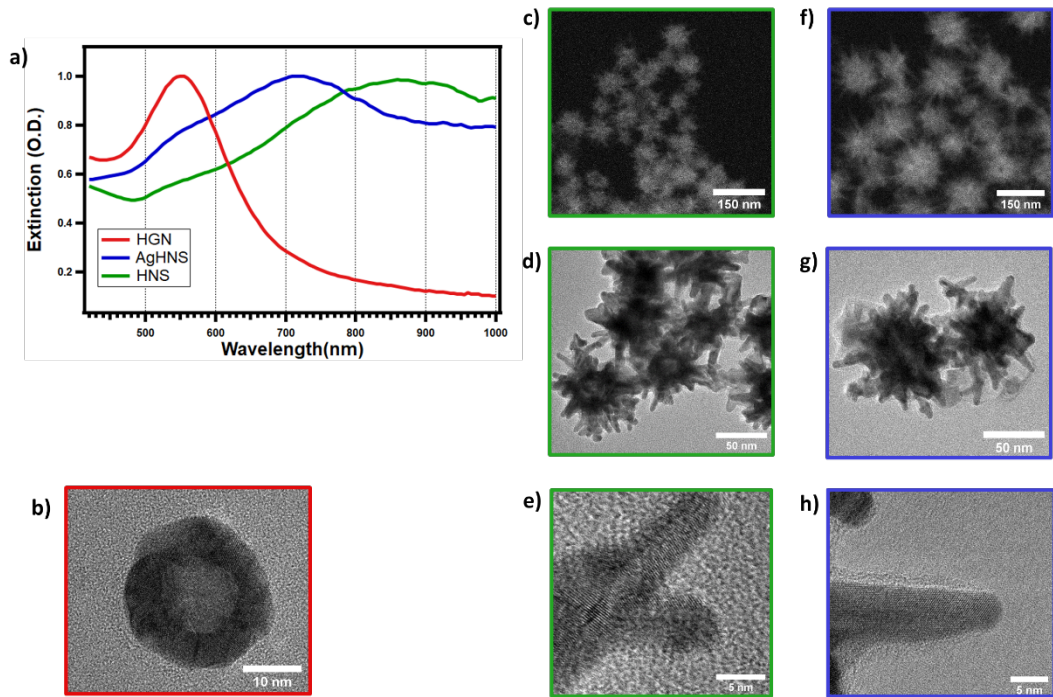 a)
Extinction (O.D.)
1.0
0.8
0.6
0.4
0.2
HGN
AgHNS
HNS
500 600 700 800 900 1000
Wavelength(nm)
b)
10 nm
c)
150 nm
d)
50 nm
e)
5 nm
f)
150 nm
g)
50 nm
h)
5 nm